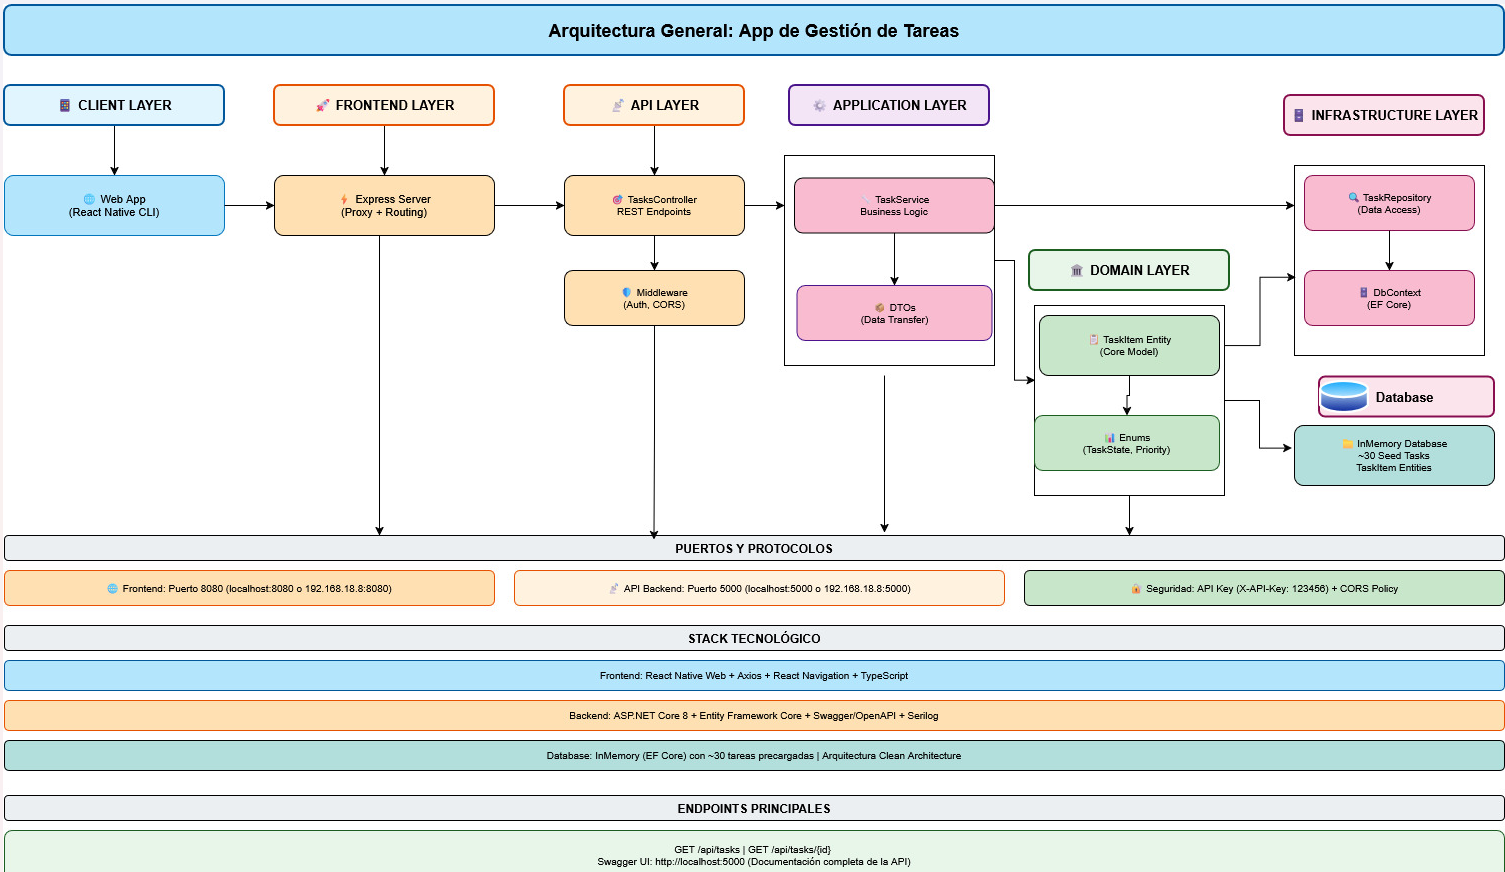 Arquitectura General: App de Gestión de Tareas
CLIENT LAYER
FRONTEND LAYER
API LAYER
APPLICATION LAYER
INFRASTRUCTURE LAYER
Web App
(React Native CLI)
Express Server
(Proxy + Routing)
TasksController
REST Endpoints
TaskService
Business Logic
TaskRepository
(Data Access)
Middleware
(Auth, CORS)
DTOs
(Data Transfer)
DOMAIN LAYER
TaskItem Entity
(Core Model)
Enums
(TaskState, Priority)
DbContext
(EF Core)
Database
InMemory Database
~30 Seed Tasks
TaskItem Entities
PUERTOS Y PROTOCOLOS
Frontend: Puerto 8080 (localhost:8080 o 192.168.18.8:8080)
API Backend: Puerto 5000 (localhost:5000 o 192.168.18.8:5000)
Seguridad: API Key (X-API-Key: 123456) + CORS Policy
STACK TECNOLÓGICO
Frontend: React Native Web + Axios + React Navigation + TypeScript
Backend: ASP.NET Core 8 + Entity Framework Core + Swagger/OpenAPI + Serilog
Database: InMemory (EF Core) con ~30 tareas precargadas | Arquitectura Clean Architecture
ENDPOINTS PRINCIPALES
GET /api/tasks | GET /api/tasks/{id}
Swagger UI: http://localhost:5000 (Documentación completa de la API)